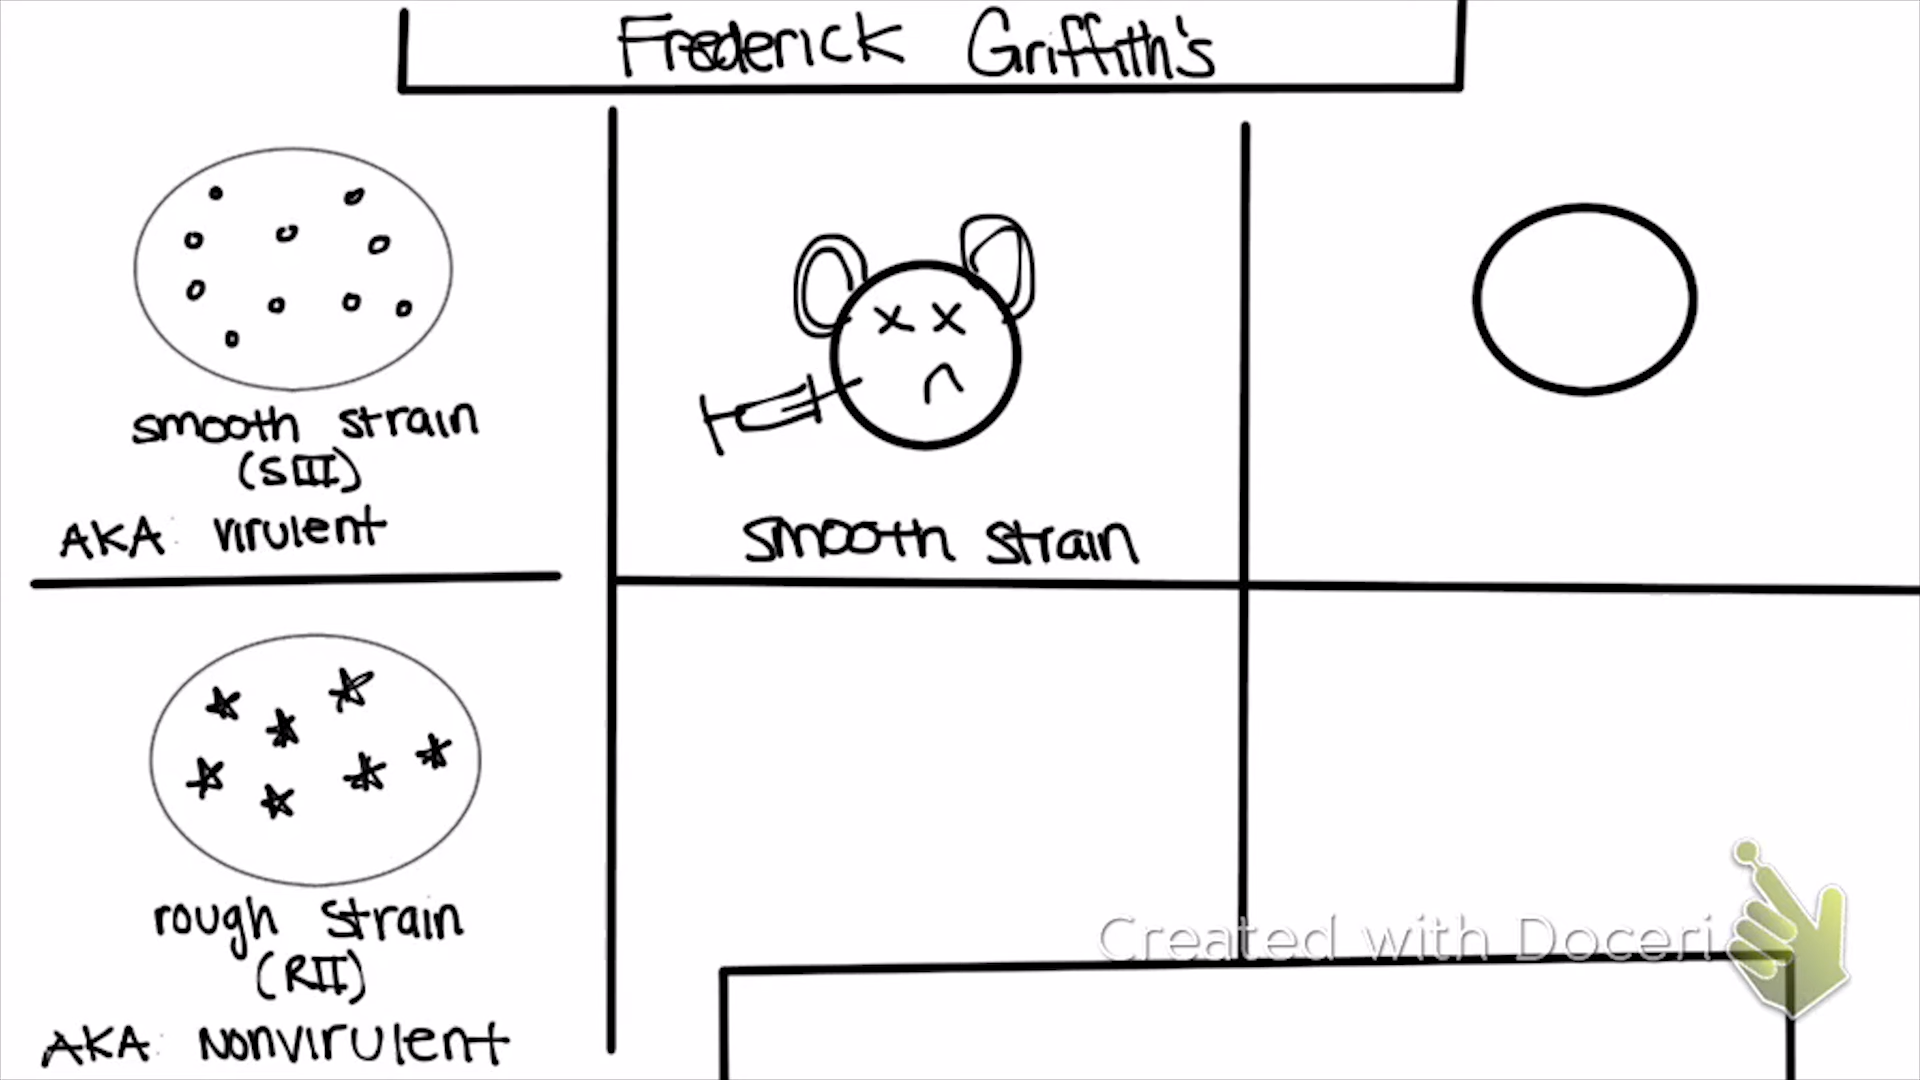 Frederick Griffith's
smooth strain
(SIII)
AKA: virulent
smooth strain
rough strain
(RII)
AKA: Nonvirulent
Created with Doceri